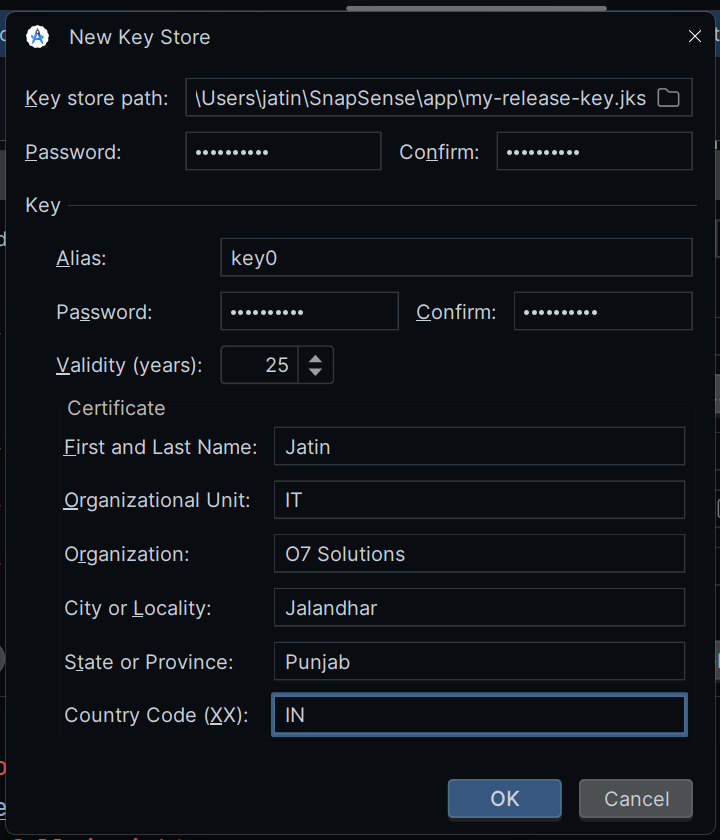 New Key Store
Key store path: \Users\jatin\SnapSense\app\my-release-key.jks
Password: •••••••••• Confirm: ••••••••••
Key
Alias: key0
Password: •••••••••• Confirm: ••••••••••
Validity (years): 25
Certificate
First and Last Name: Jatin
Organizational Unit: IT
Organization: O7 Solutions
City or Locality: Jalandhar
State or Province: Punjab
Country Code (XX): IN
OK Cancel